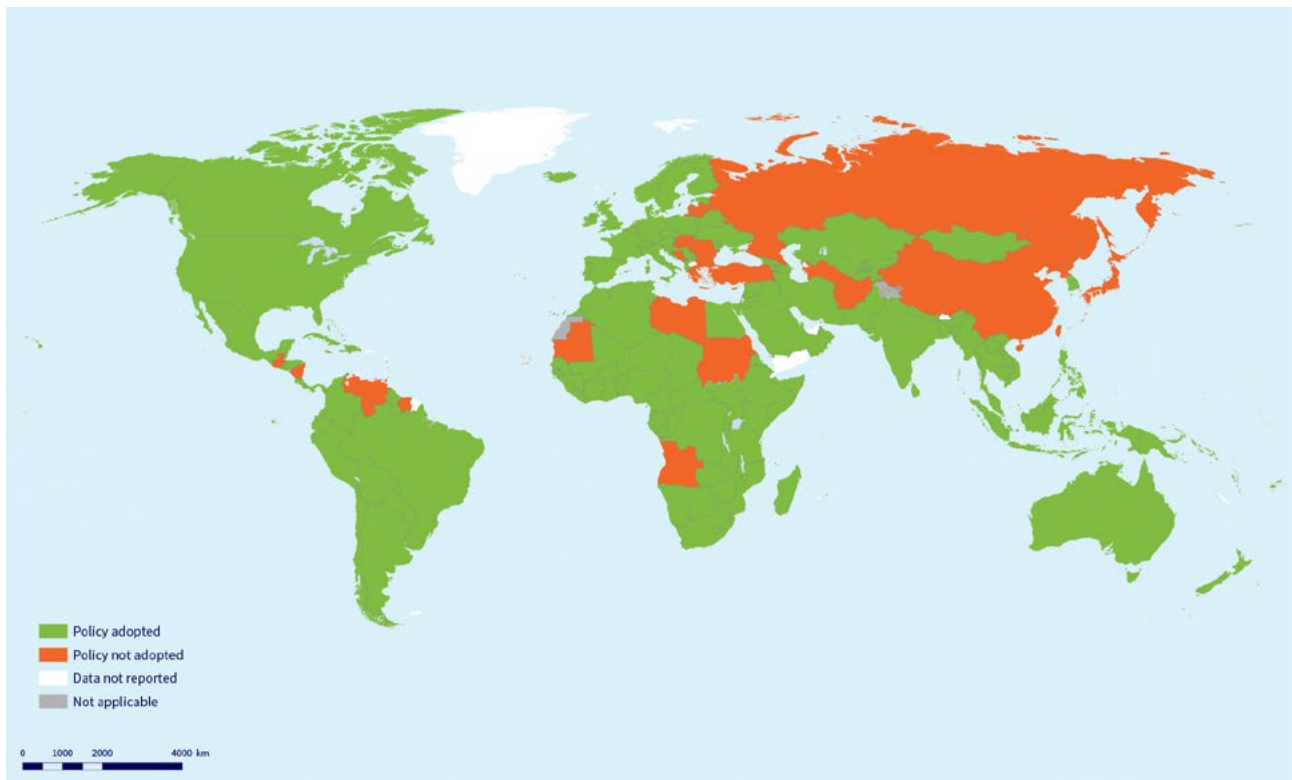 Policy adopted
Policy not adopted
Data not reported
Not applicable
0 1000 2000 4000 km